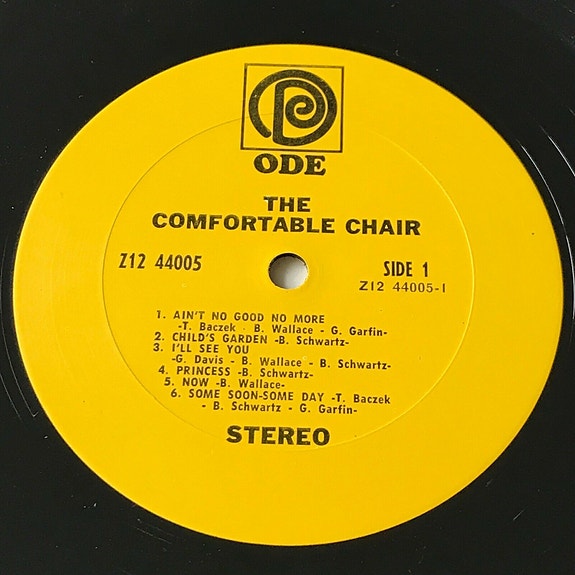 ODE
THE
COMFORTABLE CHAIR
Z12 44005
SIDE 1
Z12 44005-1
1. AIN'T NO GOOD NO MORE
-T. Baczek - B. Wallace - G. Garfin-
2. CHILD'S GARDEN -B. Schwartz-
3. I'LL SEE YOU
-G. Davis - B. Wallace - B. Schwartz-
4. PRINCESS -B. Schwartz-
5. NOW -B. Wallace-
6. SOME SOON-SOME DAY -T. Baczek
- B. Schwartz - G. Garfin-
STEREO